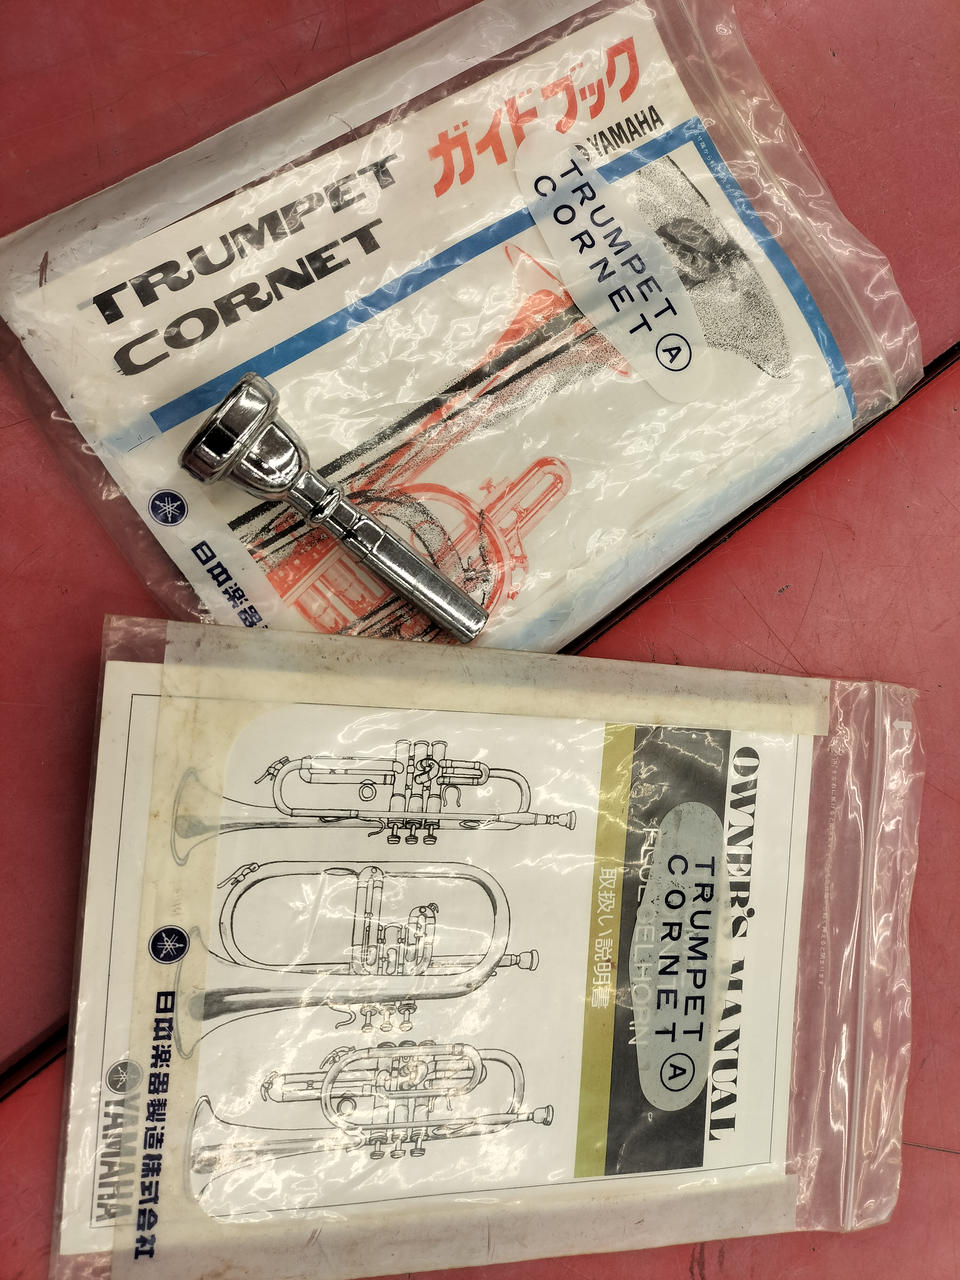 TRUMPET
CORNET
ガイドブック
YAMAHA
TRUMPET
CORNET
A
日本楽器
OWNER'S MANUAL
取扱い説明書
TRUMPET
CORNET
A
日本楽器製造株式会社
YAMAHA